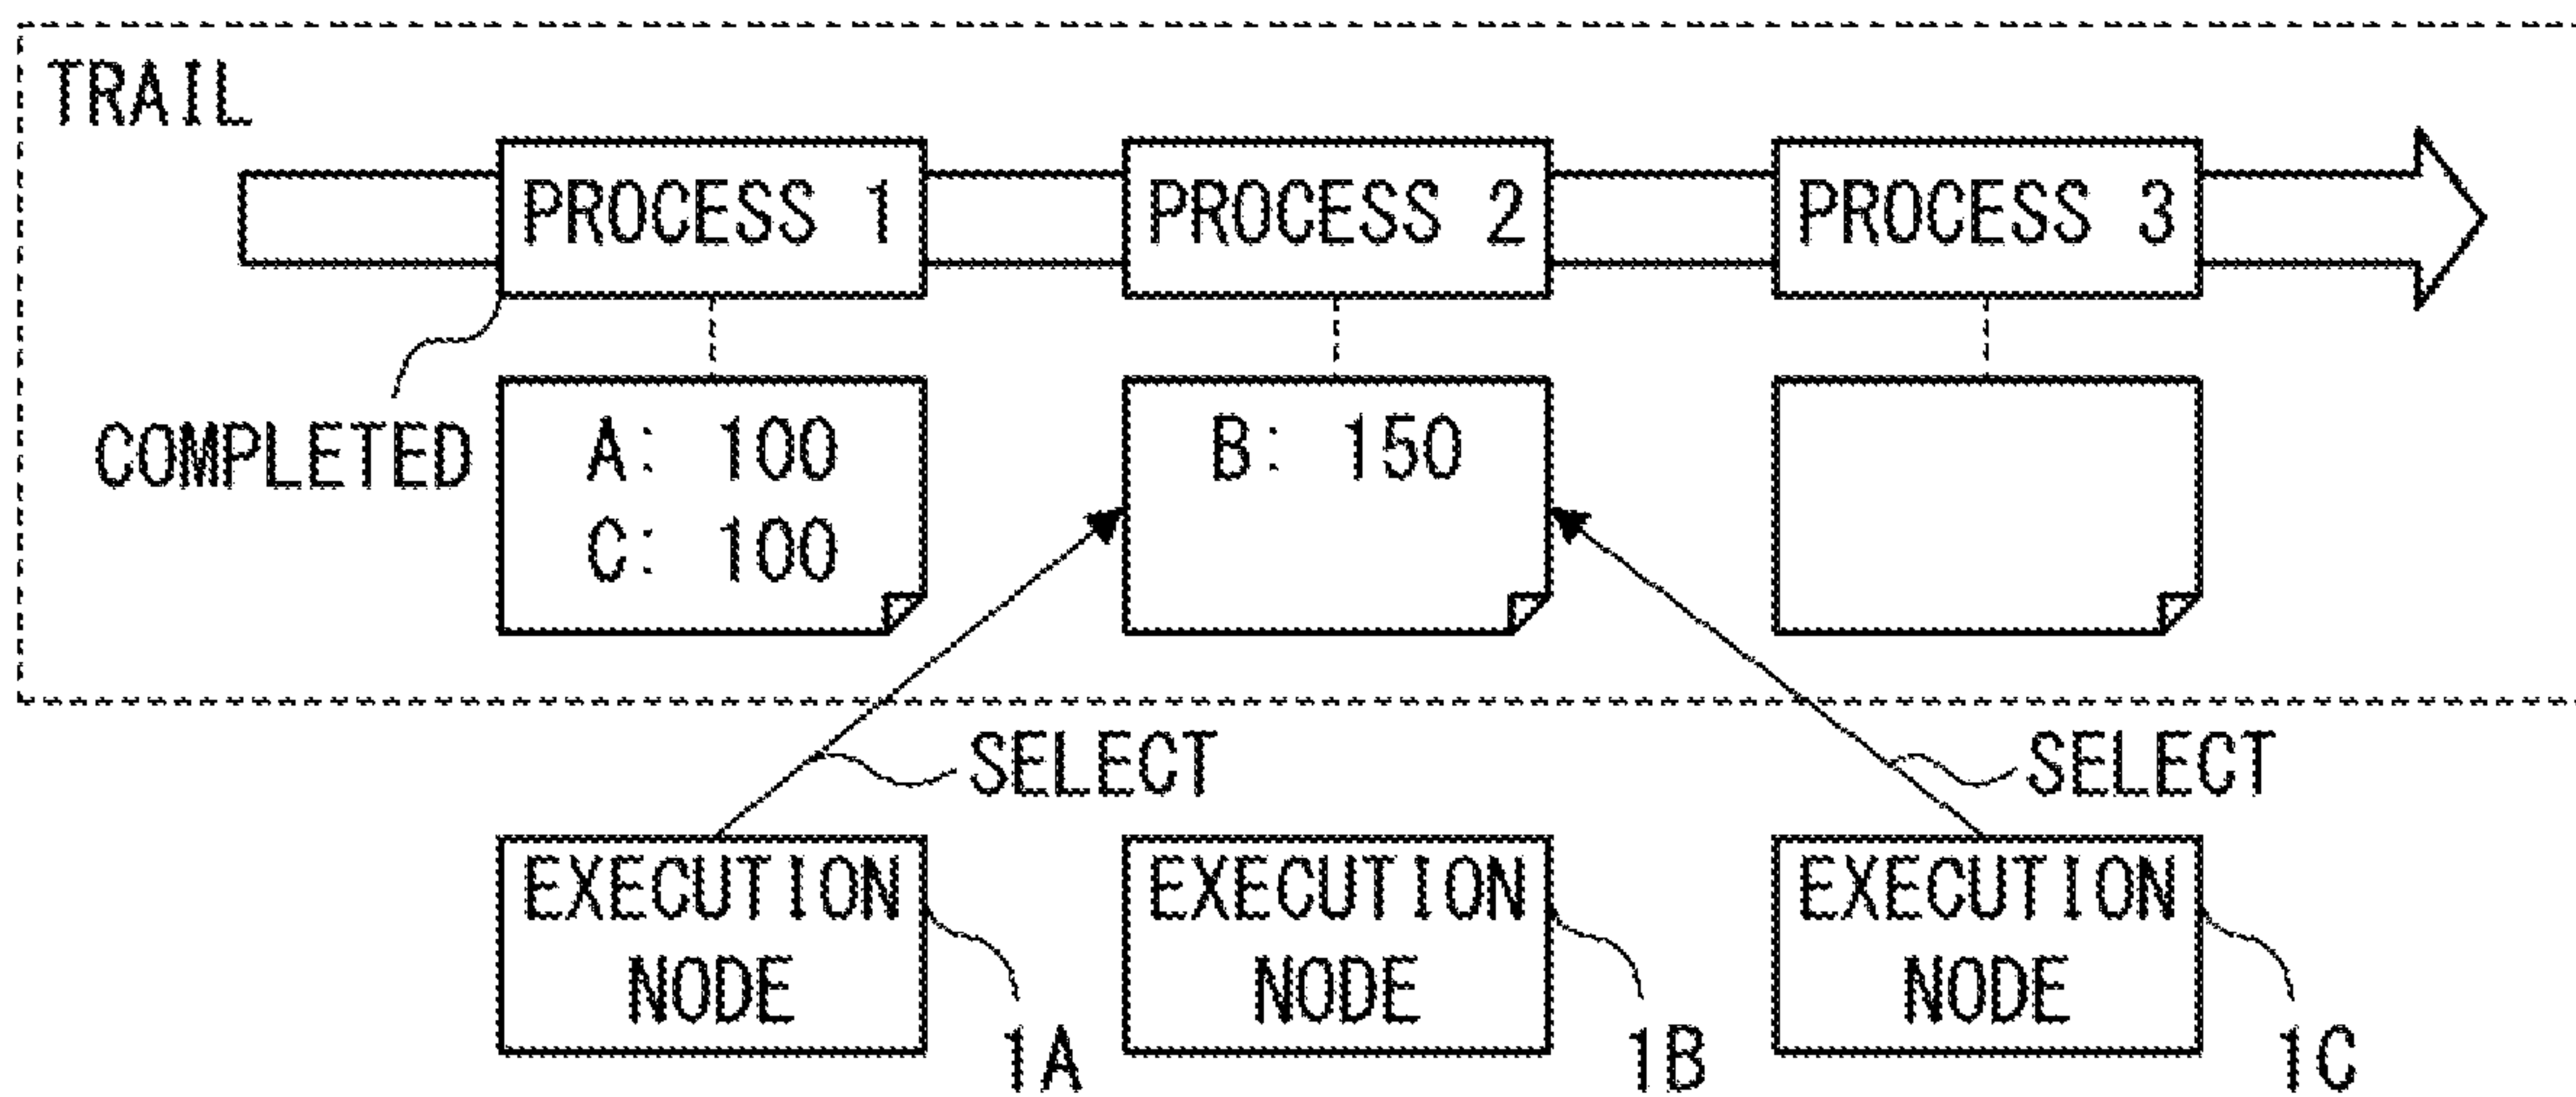 TRAIL
PROCESS 1
PROCESS 2
PROCESS 3
COMPLETED
A: 100
C: 100
B: 150
SELECT
SELECT
EXECUTION
NODE
1A
EXECUTION
NODE
1B
EXECUTION
NODE
1C